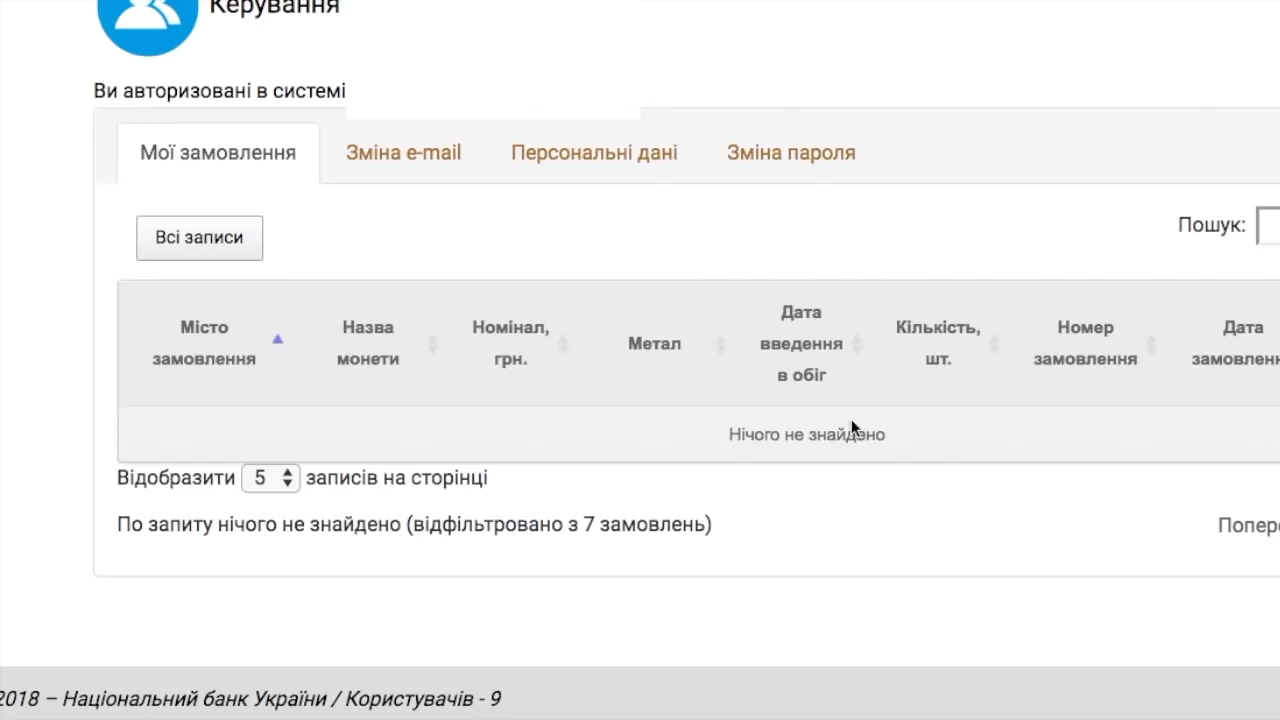 Керування
Ви авторизовані в системі
Мої замовлення Зміна e-mail Персональні дані Зміна пароля
Всі записи
Пошук:
Місто замовлення
Назва монети
Номінал, грн.
Метал
Дата введення в обіг
Кількість, шт.
Номер замовлення
Дата
Нічого не знайдено
Відобразити 5 записів на сторінці
По запиту нічого не знайдено (відфільтровано з 7 замовлень)
2018 – Національний банк України / Користувачів - 9